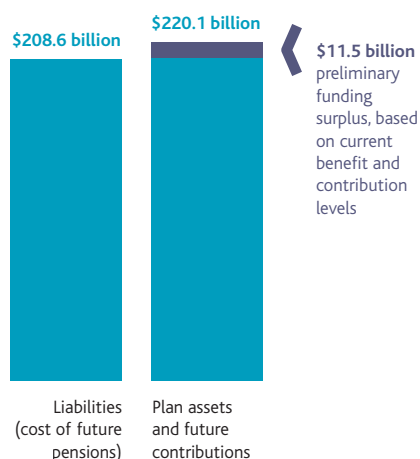 $208.6 billion
$220.1 billion
$11.5 billion
preliminary
funding
surplus, based
on current
benefit and
contribution
levels
Liabilities
(cost of future
pensions)
Plan assets
and future
contributions